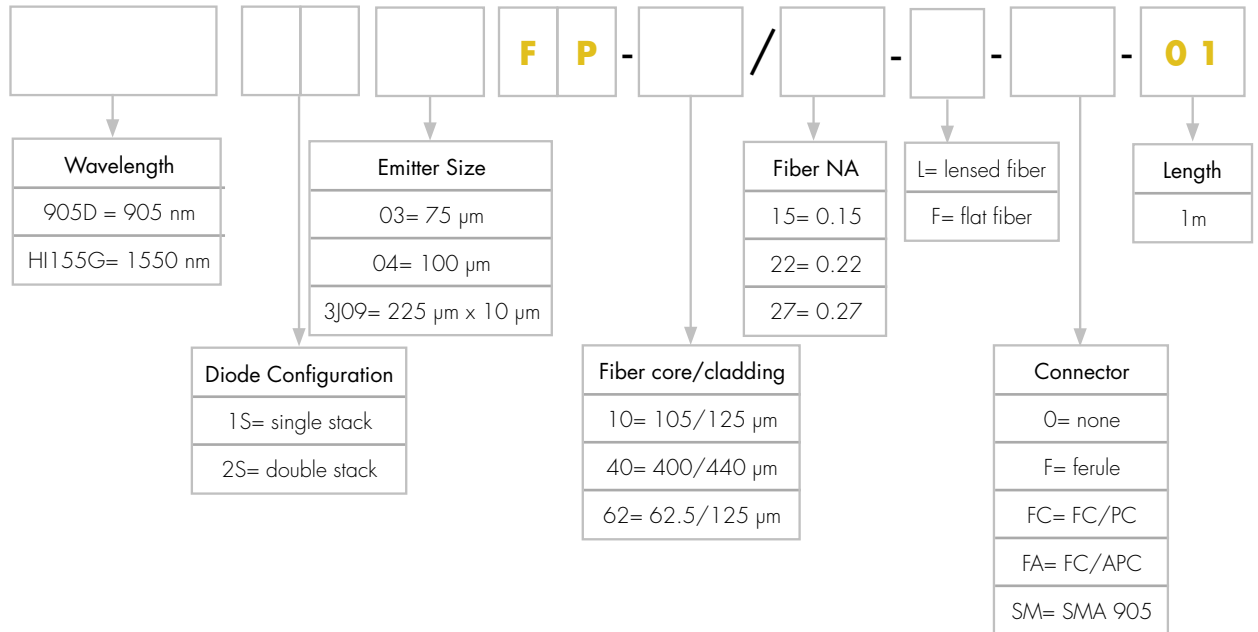 F P - / - - - 0 1
Wavelength
905D = 905 nm
HI155G= 1550 nm
Emitter Size
03= 75 µm
04= 100 µm
3J09= 225 µm x 10 µm
Fiber NA
15= 0.15
22= 0.22
27= 0.27
L= lensed fiber
F= flat fiber
Length
1m
Diode Configuration
1S= single stack
2S= double stack
Fiber core/cladding
10= 105/125 µm
40= 400/440 µm
62= 62.5/125 µm
Connector
0= none
F= ferule
FC= FC/PC
FA= FC/APC
SM= SMA 905